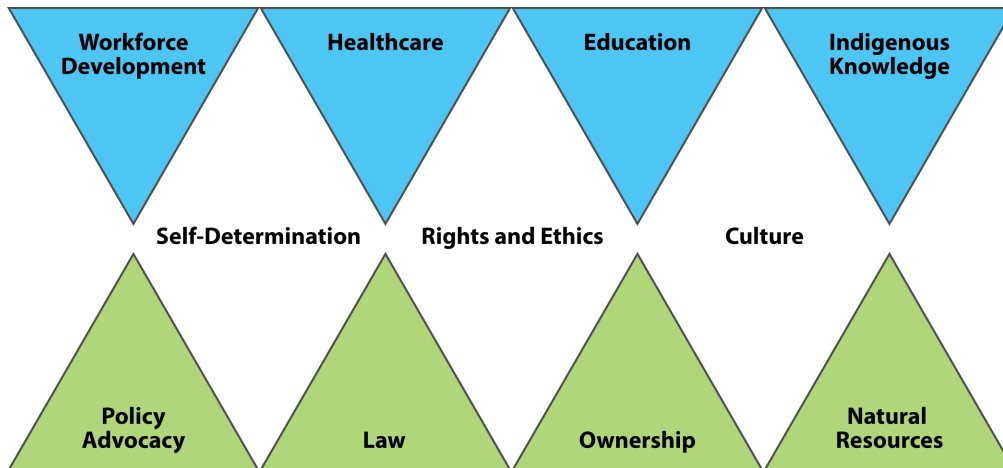 Workforce
Development
Healthcare
Education
Indigenous
Knowledge
Self-Determination
Rights and Ethics
Culture
Policy
Advocacy
Law
Ownership
Natural
Resources